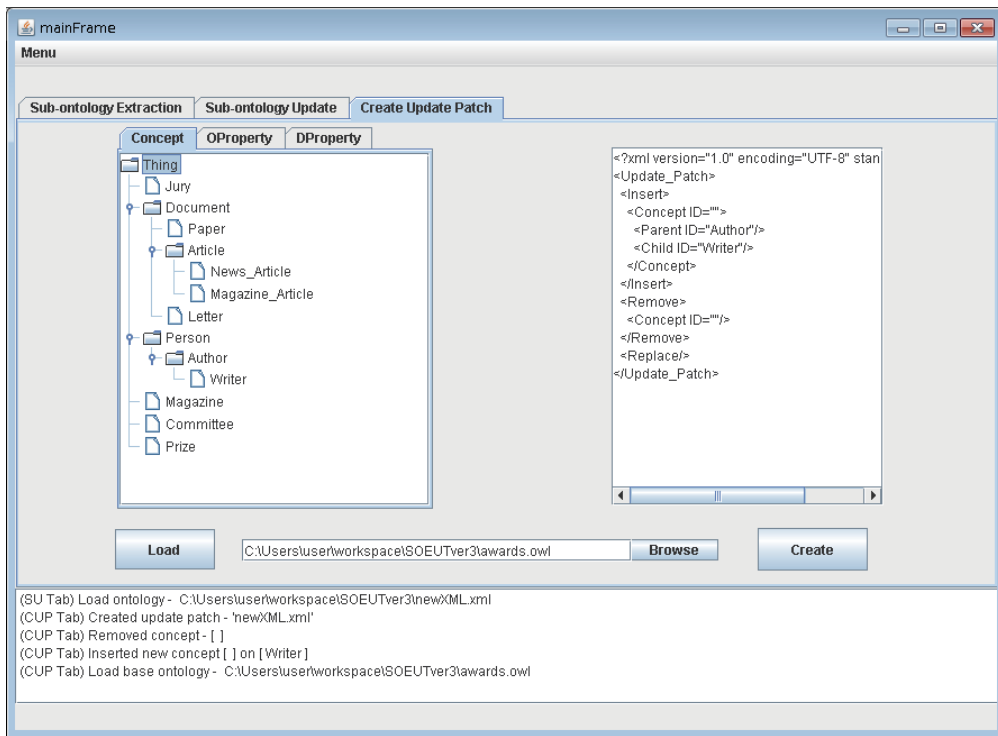 mainFrame
Menu
Sub-ontology Extraction
Sub-ontology Update
Create Update Patch
Concept
OProperty
DProperty
Thing
Jury
Document
Paper
Article
News_Article
Magazine_Article
Letter
Person
Author
Writer
Magazine
Committee
Prize
<?xml version="1.0" encoding="UTF-8" stan
<Update_Patch>
<Insert>
<Concept ID="">
<Parent ID="Author"/>
<Child ID="Writer"/>
</Concept>
</Insert>
<Remove>
<Concept ID=""/>
</Remove>
<Replace/>
</Update_Patch>
Load
C:\Users\user\workspace\SOEUTver3\awards.owl
Browse
Create
(SU Tab) Load ontology - C:\Users\user\workspace\SOEUTver3\newXML.xml
(CUP Tab) Created update patch - 'newXML.xml'
(CUP Tab) Removed concept - [ ]
(CUP Tab) Inserted new concept [ ] on [ Writer ]
(CUP Tab) Load base ontology - C:\Users\user\workspace\SOEUTver3\awards.owl